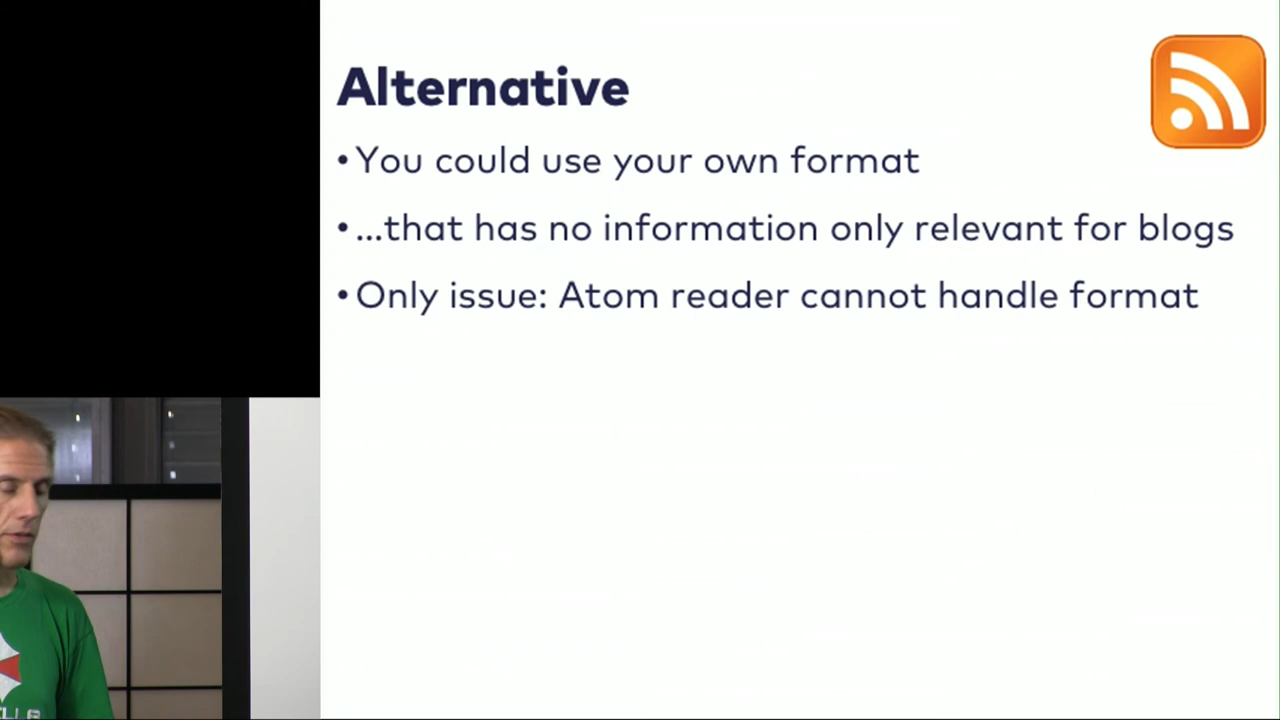 Alternative
• You could use your own format
• ...that has no information only relevant for blogs
• Only issue: Atom reader cannot handle format